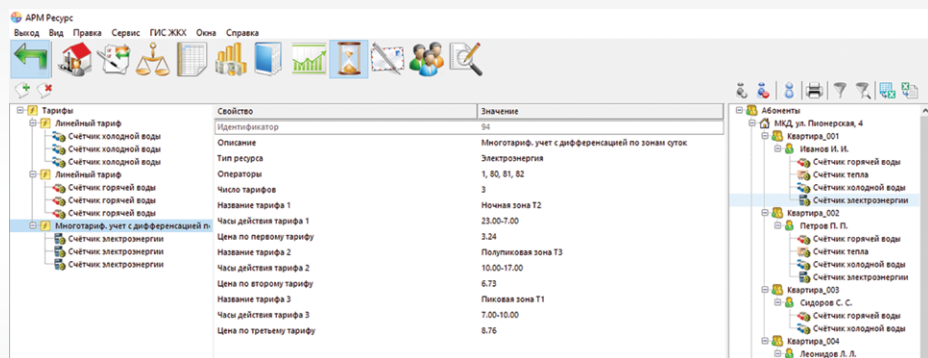 АРМ Ресурс
Выход Вид Правка Сервис ГИС ЖКХ Окна Справка
Тарифы
Линейный тариф
Счётчик холодной воды
Счётчик холодной воды
Счётчик холодной воды
Линейный тариф
Счётчик горячей воды
Счётчик горячей воды
Счётчик горячей воды
Многотариф. учет с дифференсацией п
Счётчик электроэнергии
Счётчик электроэнергии
Счётчик электроэнергии
Свойство Значение
Идентификатор 94
Описание Многотариф. учет с дифференсацией по зонам суток
Тип ресурса Электроэнергия
Операторы 1, 80, 81, 82
Число тарифов 3
Название тарифа 1 Ночная зона Т2
Часы действия тарифа 1 23.00-7.00
Цена по первому тарифу 3.24
Название тарифа 2 Полупиковая зона Т3
Часы действия тарифа 2 10.00-17.00
Цена по второму тарифу 6.73
Название тарифа 3 Пиковая зона Т1
Часы действия тарифа 3 7.00-10.00
Цена по третьему тарифу 8.76
Абоненты
МКД, ул. Пионерская, 4
Квартира_001
Иванов И. И.
Счётчик горячей воды
Счётчик тепла
Счётчик холодной воды
Счётчик электроэнергии
Квартира_002
Петров П. П.
Счётчик горячей воды
Счётчик тепла
Счётчик холодной воды
Счётчик электроэнергии
Квартира_003
Сидоров С. С.
Счётчик горячей воды
Счётчик холодной воды
Квартира_004
Леонидов Л. Л.